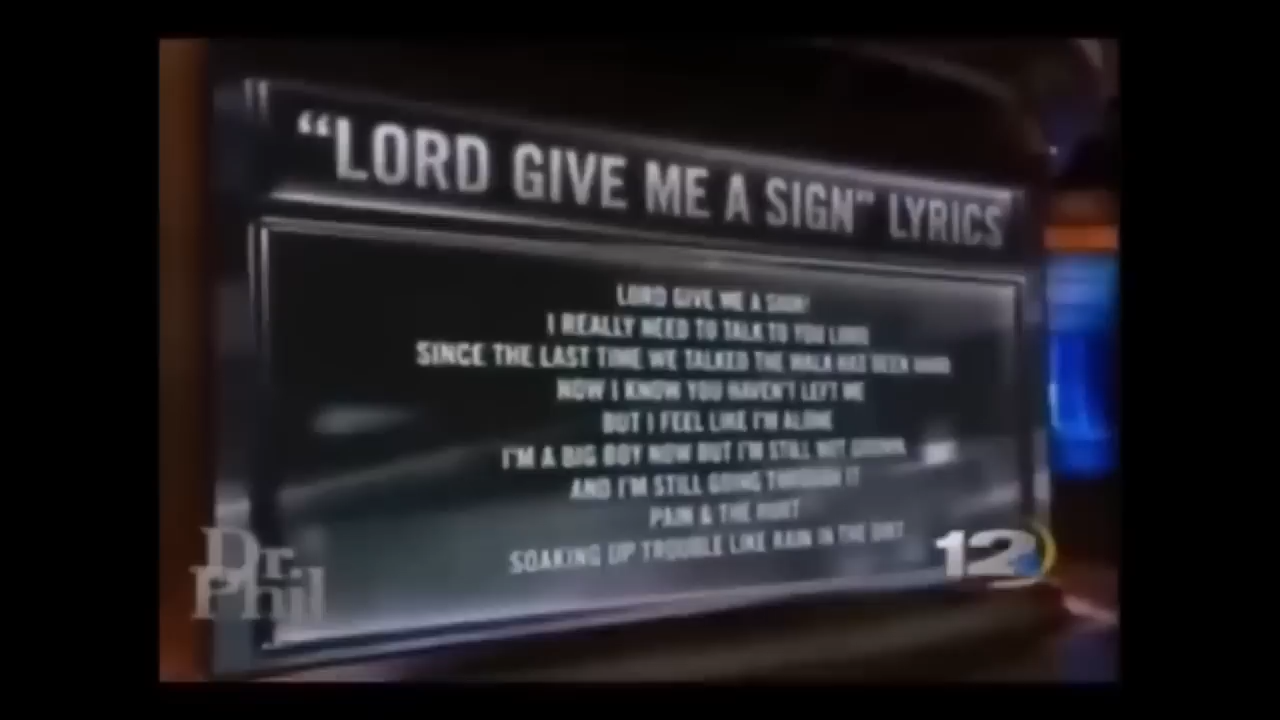 "LORD GIVE ME A SIGN" LYRICS
LORD GIVE ME A SIGN!
I REALLY NEED TO TALK TO YOU LORD
SINCE THE LAST TIME WE TALKED THE WALK HAS BEEN HARD
NOW I KNOW YOU HAVEN'T LEFT ME
BUT I FEEL LIKE I'M ALONE
I'M A BIG BOY NOW BUT I'M STILL NOT GROWN
AND I'M STILL GOING THROUGH IT
PAIN & THE HURT
SOAKING UP TROUBLE LIKE RAIN IN THE DIRT
Dr.
Phil
12